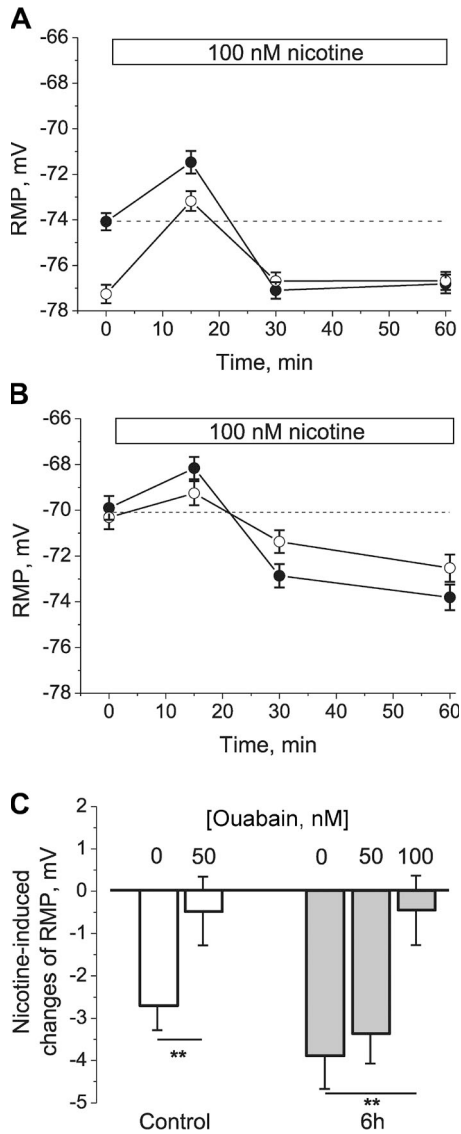 A
100 nM nicotine
-66
-68
-70
-72
-74
-76
-78
RMP, mV
0 10 20 30 40 50 60
Time, min
B
100 nM nicotine
-66
-68
-70
-72
-74
-76
-78
RMP, mV
0 10 20 30 40 50 60
Time, min
C
[Ouabain, nM]
0 50 0 50 100
2
1
0
-1
-2
-3
-4
-5
Nicotine-induced
changes of RMP, mV
**
**
Control 6h